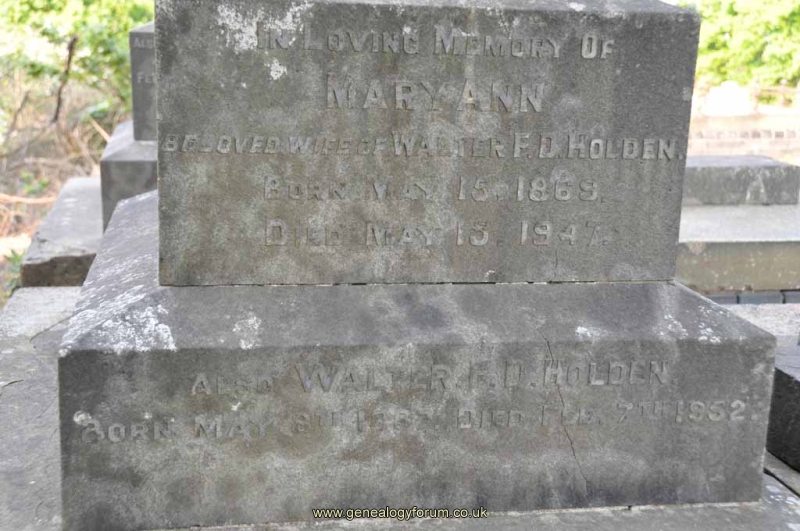 In Loving Memory Of
Mary Ann
Beloved Wife of Walter F.D. Holden.
Born May 15. 1869.
Died May 15. 1947.
Also Walter. F.D. Holden.
Born May 8th Died Feb. 7th 1952.
www.genealogyforum.co.uk